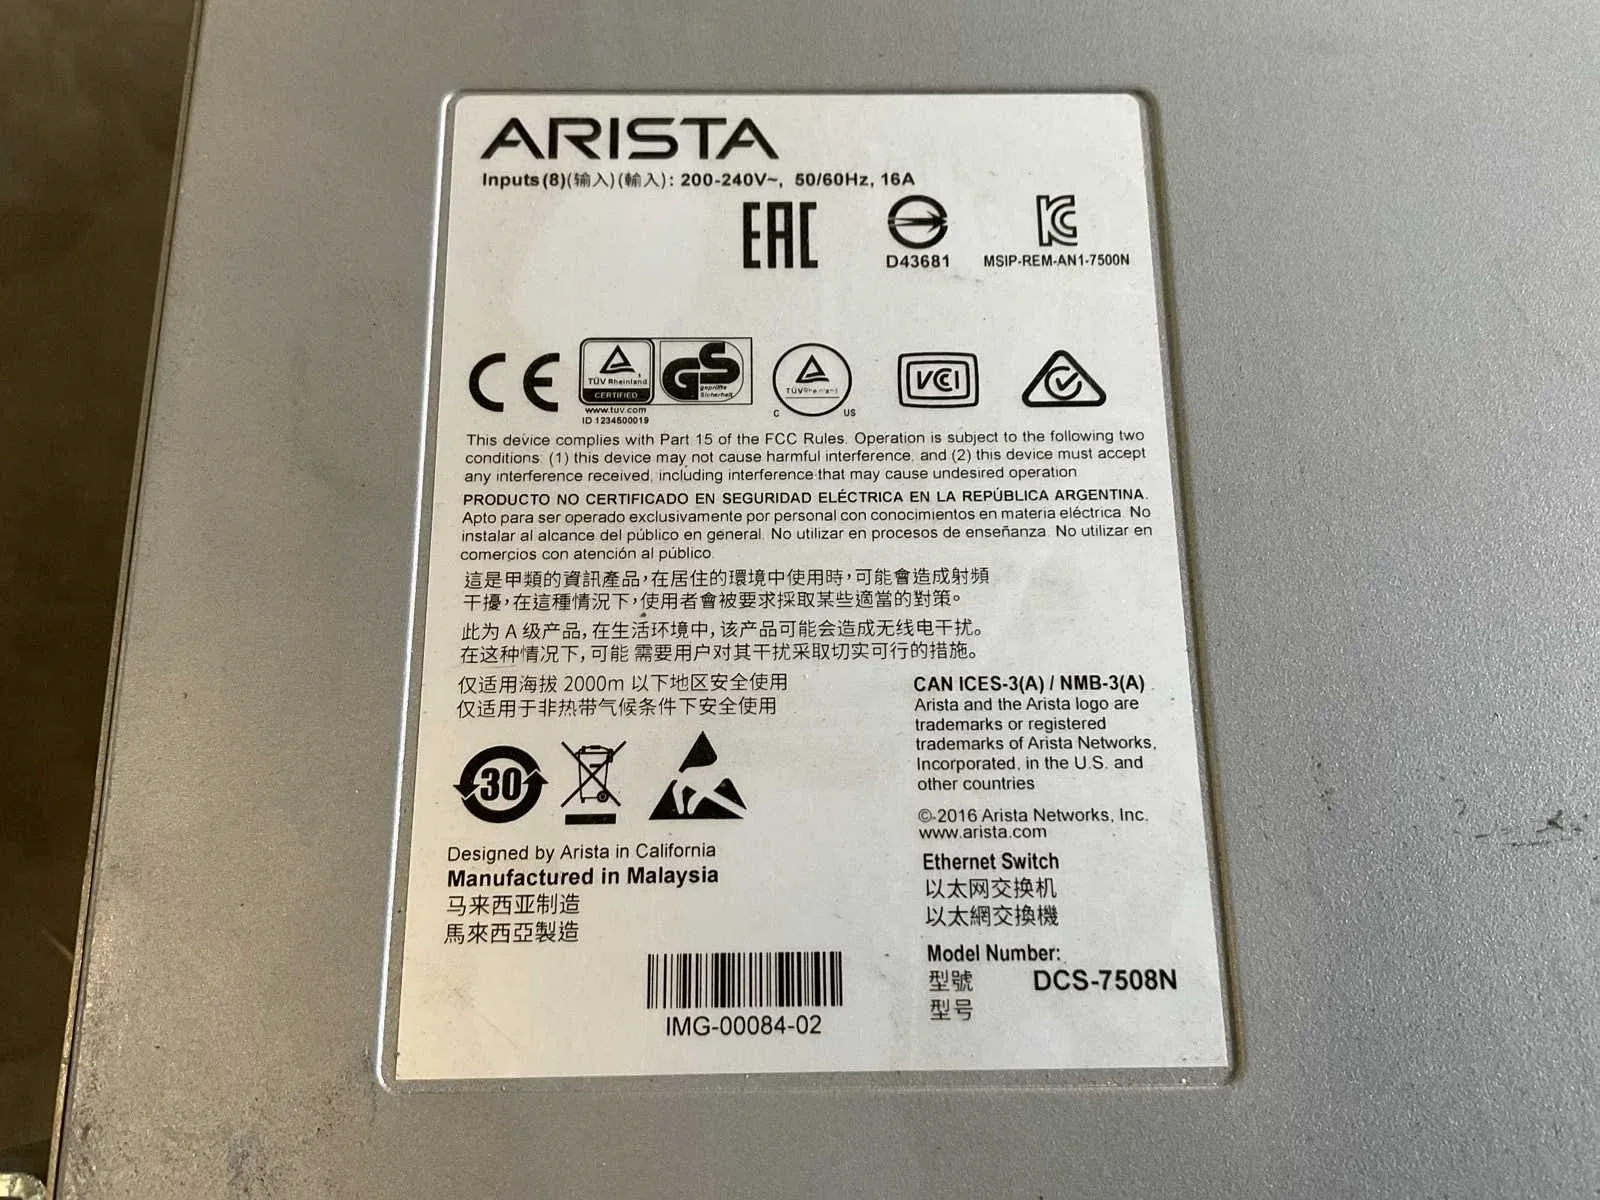 ARISTA
Inputs (8)(输入)(輸入): 200-240V~, 50/60Hz, 16A
EAC
D43681
MSIP-REM-AN1-7500N
CE
TÜVRheinland
CERTIFIED
www.tuv.com
ID 1234500019
GS
geprüfte
Sicherheit
TÜVRheinland
C US
VCI
This device complies with Part 15 of the FCC Rules. Operation is subject to the following two
conditions: (1) this device may not cause harmful interference, and (2) this device must accept
any interference received, including interference that may cause undesired operation
PRODUCTO NO CERTIFICADO EN SEGURIDAD ELÉCTRICA EN LA REPÚBLICA ARGENTINA.
Apto para ser operado exclusivamente por personal con conocimientos en materia eléctrica. No
instalar al alcance del público en general. No utilizar en procesos de enseñanza. No utilizar en
comercios con atención al público.
這是甲類的資訊產品,在居住的環境中使用時,可能會造成射頻
干擾,在這種情況下,使用者會被要求採取某些適當的對策。
此为 A 级产品,在生活环境中,该产品可能会造成无线电干扰。
在这种情况下,可能 需要用户对其干扰采取切实可行的措施。
仅适用海拔 2000m 以下地区安全使用
仅适用于非热带气候条件下安全使用
CAN ICES-3(A) / NMB-3(A)
Arista and the Arista logo are
trademarks or registered
trademarks of Arista Networks,
Incorporated, in the U.S. and
other countries
30
©2016 Arista Networks, Inc.
www.arista.com
Designed by Arista in California
Manufactured in Malaysia
马来西亚制造
馬來西亞製造
Ethernet Switch
以太网交换机
以太網交換機
Model Number:
型號 DCS-7508N
型号
IMG-00084-02